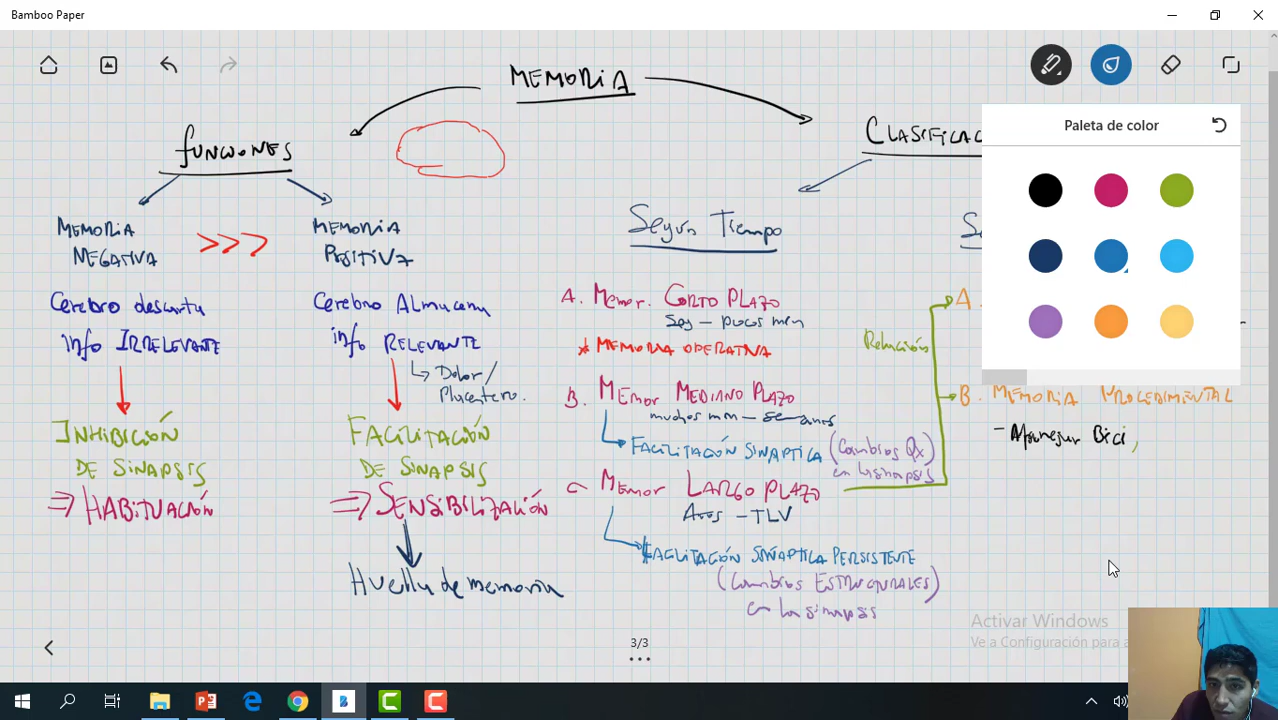 Bamboo Paper
MEMORIA
FUNCIONES
MEMORIA
NEGATIVA
>>>
MEMORIA
POSITIVA
Cerebro descarta
info IRRELEVANTE
Cerebro Almacena
info RELEVANTE
Dolor/
Placentero.
INHIBICIÓN
DE SINAPSIS
⇒ HABITUACIÓN
FACILITACIÓN
DE SINAPSIS
⇒ SENSIBILIZACIÓN
Huella de memoria
CLASIFICAC
Según Tiempo
A. Memor. CORTO PLAZO
Seg — pocos min
* MEMORIA OPERATIVA
B. MEmor MEDIANO PLAZO
muchos min — semanas
FACILITACIÓN SINAPTICA (Cambios Qx)
en la sinapsis
C MEmor LARGO PLAZO
Años - TLV
FACILITACIÓN SINÁPTICA PERSISTENTE
(Cambios ESTRUCTURALES)
en la sinapsis
Relación
A.
B. MEMORIA PROCEDIMENTAL
- Manejar Bici,
Paleta de color
3/3
Activar Windows
Ve a Configuración para a